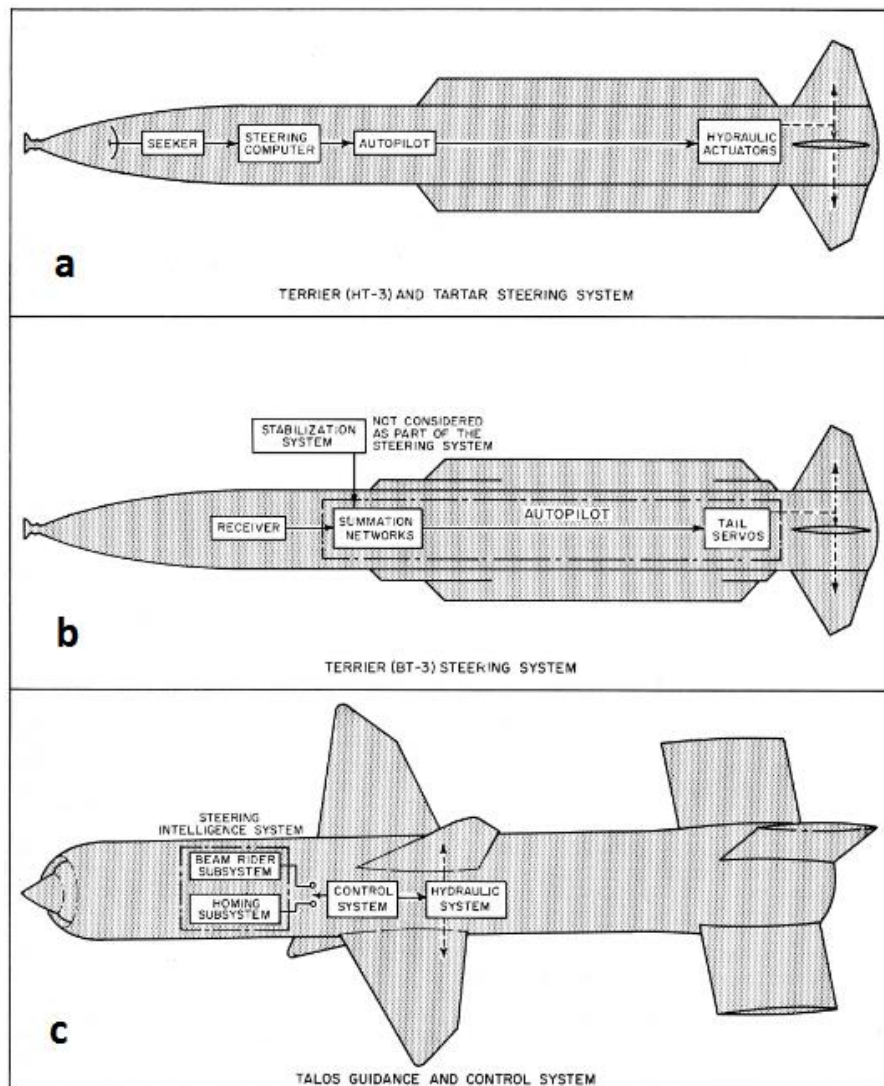 SEEKER
STEERING
COMPUTER
AUTOPILOT
HYDRAULIC
ACTUATORS
a
TERRIER (HT-3) AND TARTAR STEERING SYSTEM
STABILIZATION
SYSTEM
NOT CONSIDERED
AS PART OF THE
STEERING SYSTEM
RECEIVER
SUMMATION
NETWORKS
AUTOPILOT
TAIL
SERVOS
b
TERRIER (BT-3) STEERING SYSTEM
STEERING
INTELLIGENCE SYSTEM
BEAM RIDER
SUBSYSTEM
HOMING
SUBSYSTEM
CONTROL
SYSTEM
HYDRAULIC
SYSTEM
c
TALOS GUIDANCE AND CONTROL SYSTEM